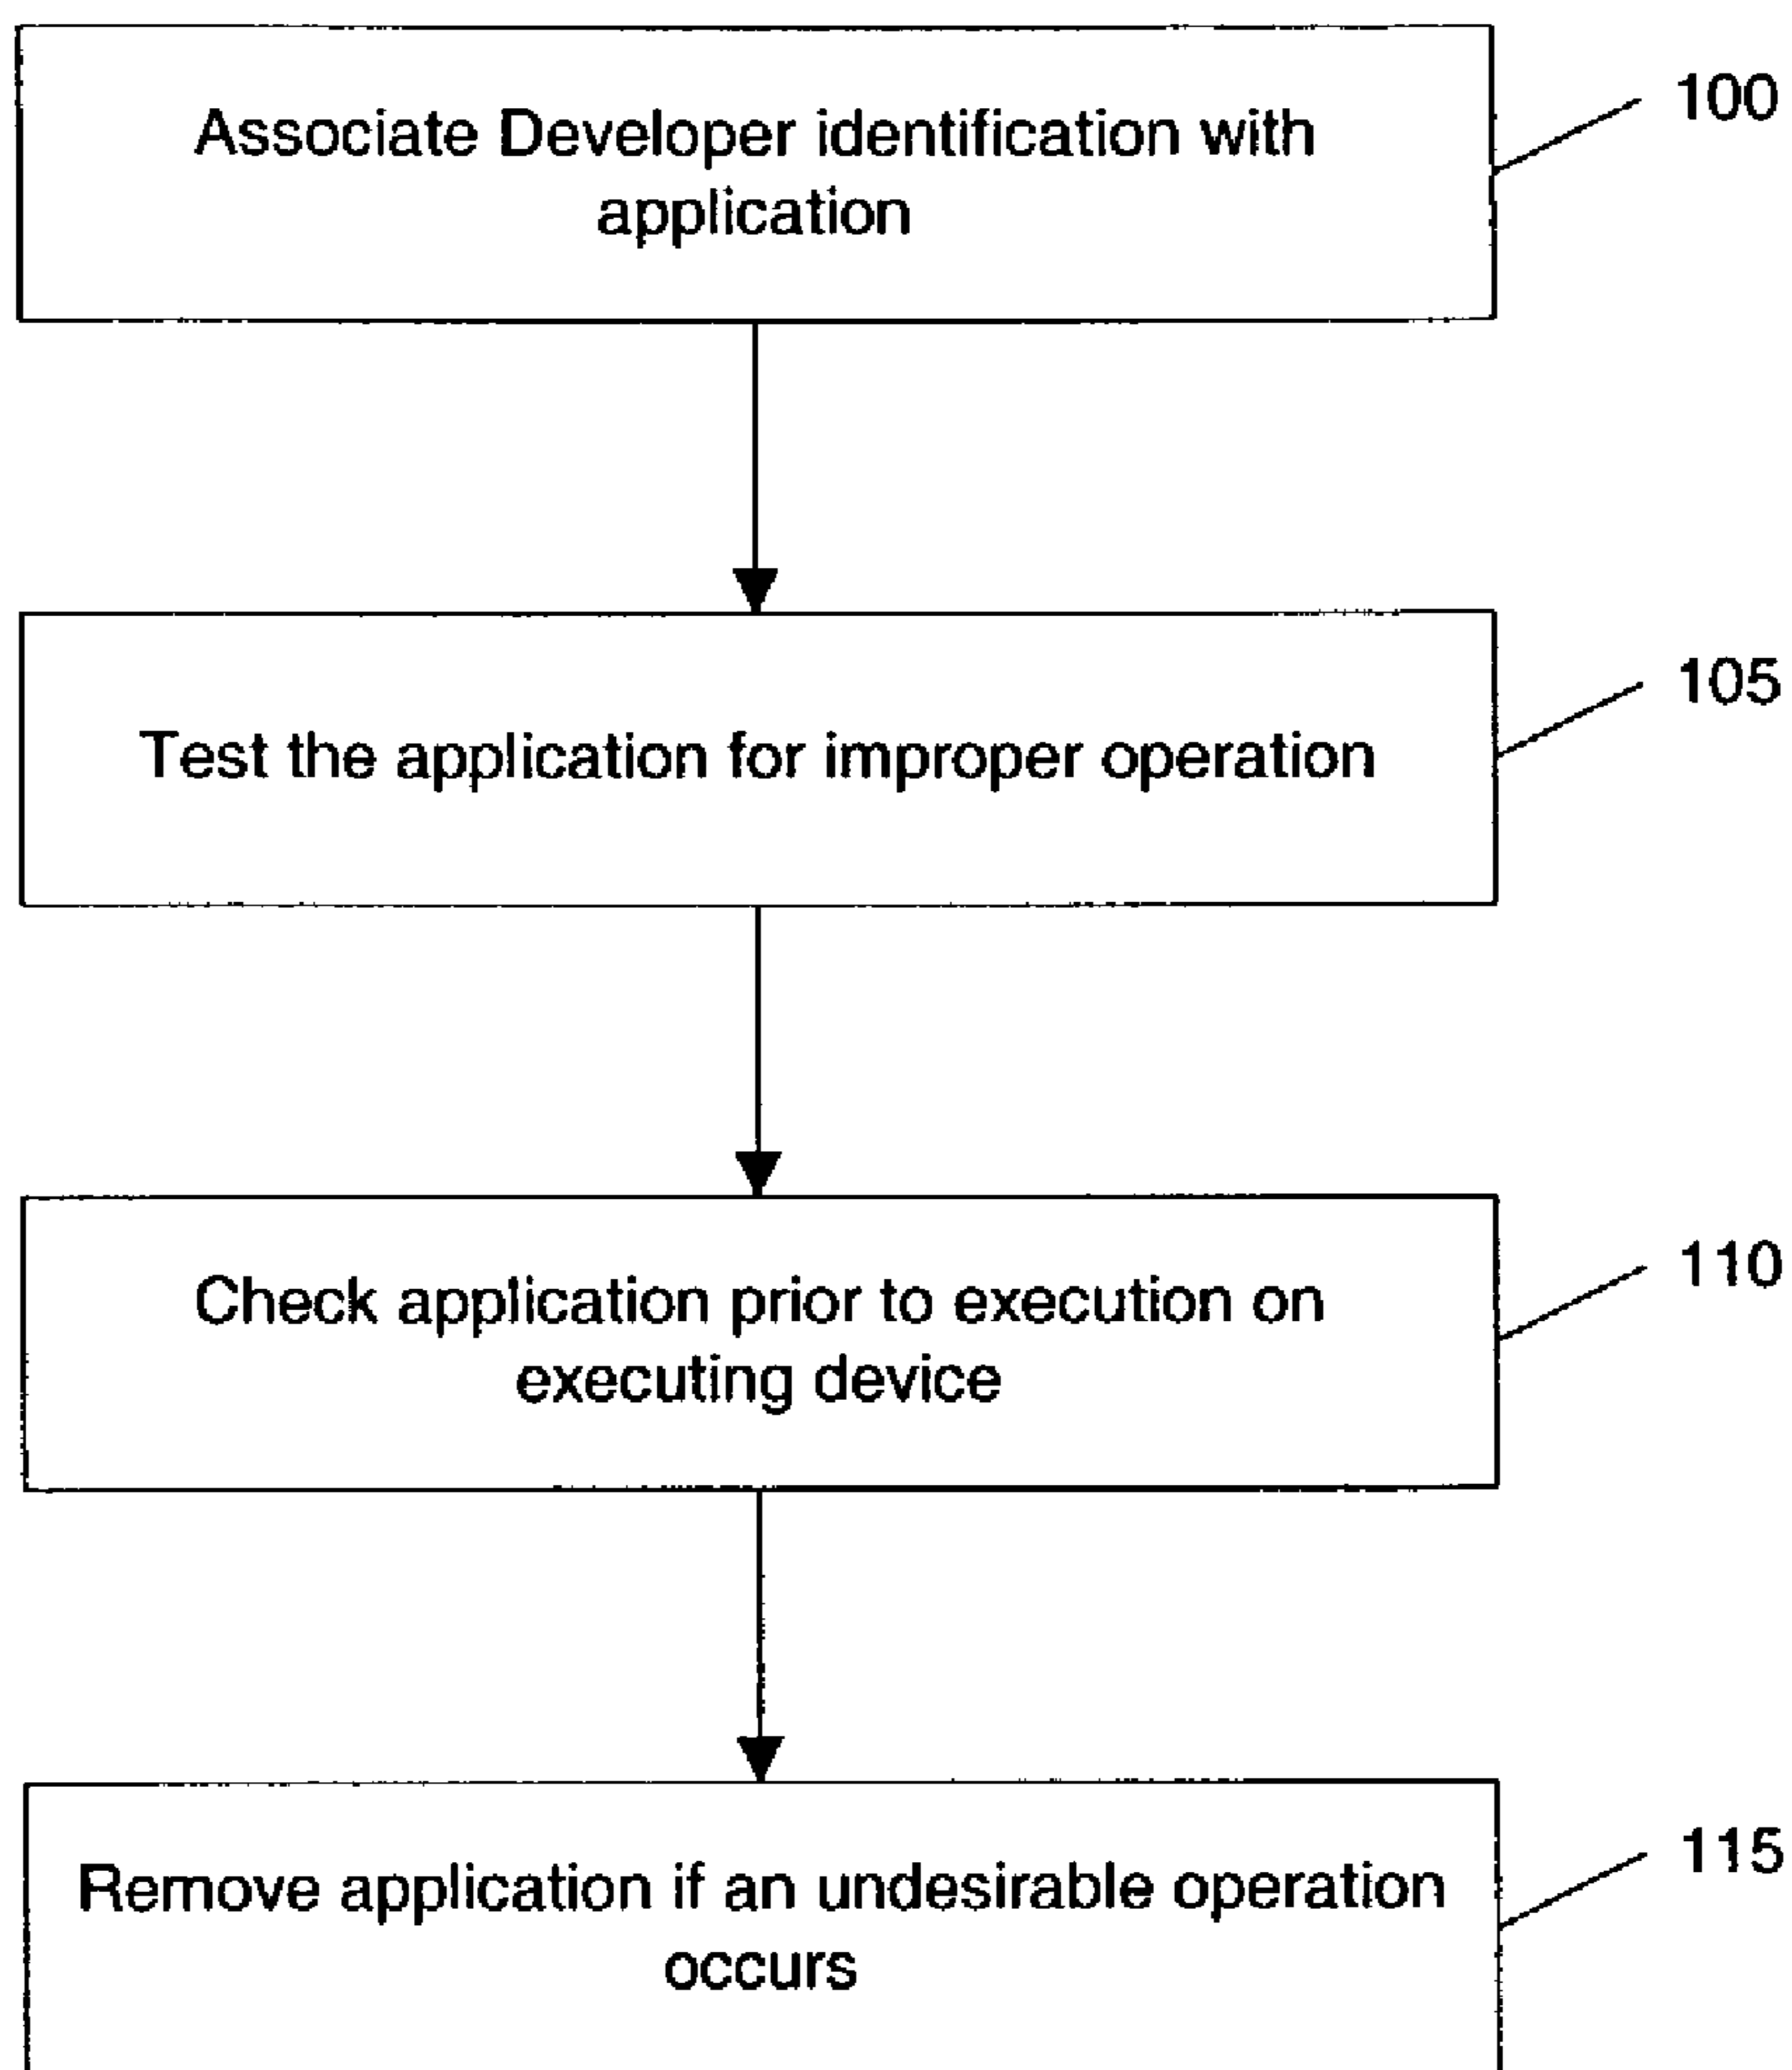 Associate Developer identification with
application
100
Test the application for improper operation
105
Check application prior to execution on
executing device
110
Remove application if an undesirable operation
occurs
115